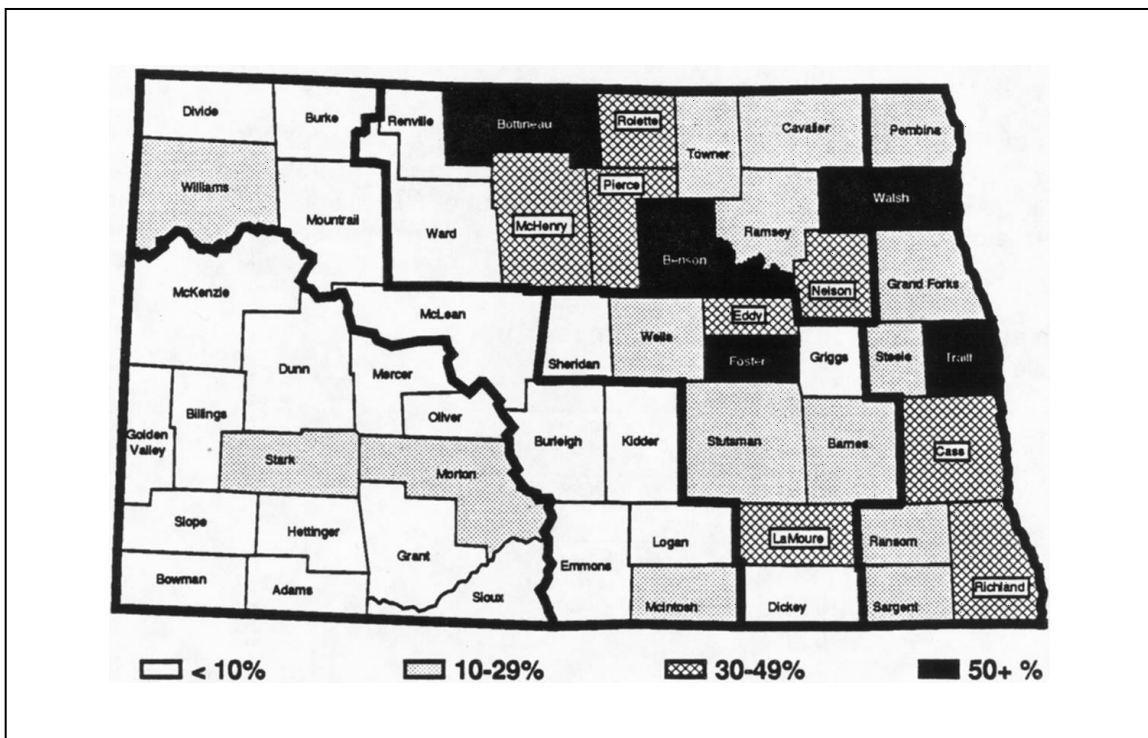 Divide
Burke
Renville
Bottineau
Rolette
Towner
Cavalier
Pembina
Williams
Mountrail
Ward
McHenry
Pierce
Benson
Ramsey
Walsh
Nelson
Grand Forks
McKenzie
McLean
Dunn
Mercer
Oliver
Sheridan
Wells
Eddy
Foster
Griggs
Steele
Traill
Golden
Valley
Billings
Stark
Morton
Burleigh
Kidder
Stutsman
Barnes
Cass
Slope
Hettinger
Grant
Emmons
Logan
LaMoure
Ransom
Richland
Bowman
Adams
Sioux
McIntosh
Dickey
Sargent
< 10%
10-29%
30-49%
50+ %